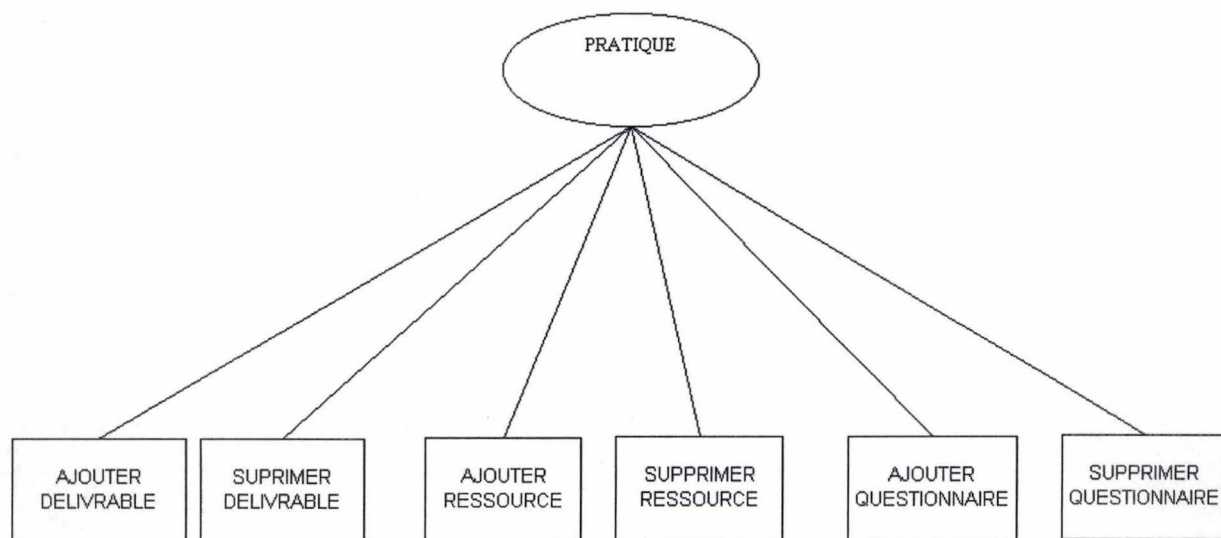 PRATIQUE
AJOUTER
DELIVRABLE
SUPRIMER
DELIVRABLE
AJOUTER
RESSOURCE
SUPPRIMER
RESSOURCE
AJOUTER
QUESTIONNAIRE
SUPPRIMER
QUESTIONNAIRE